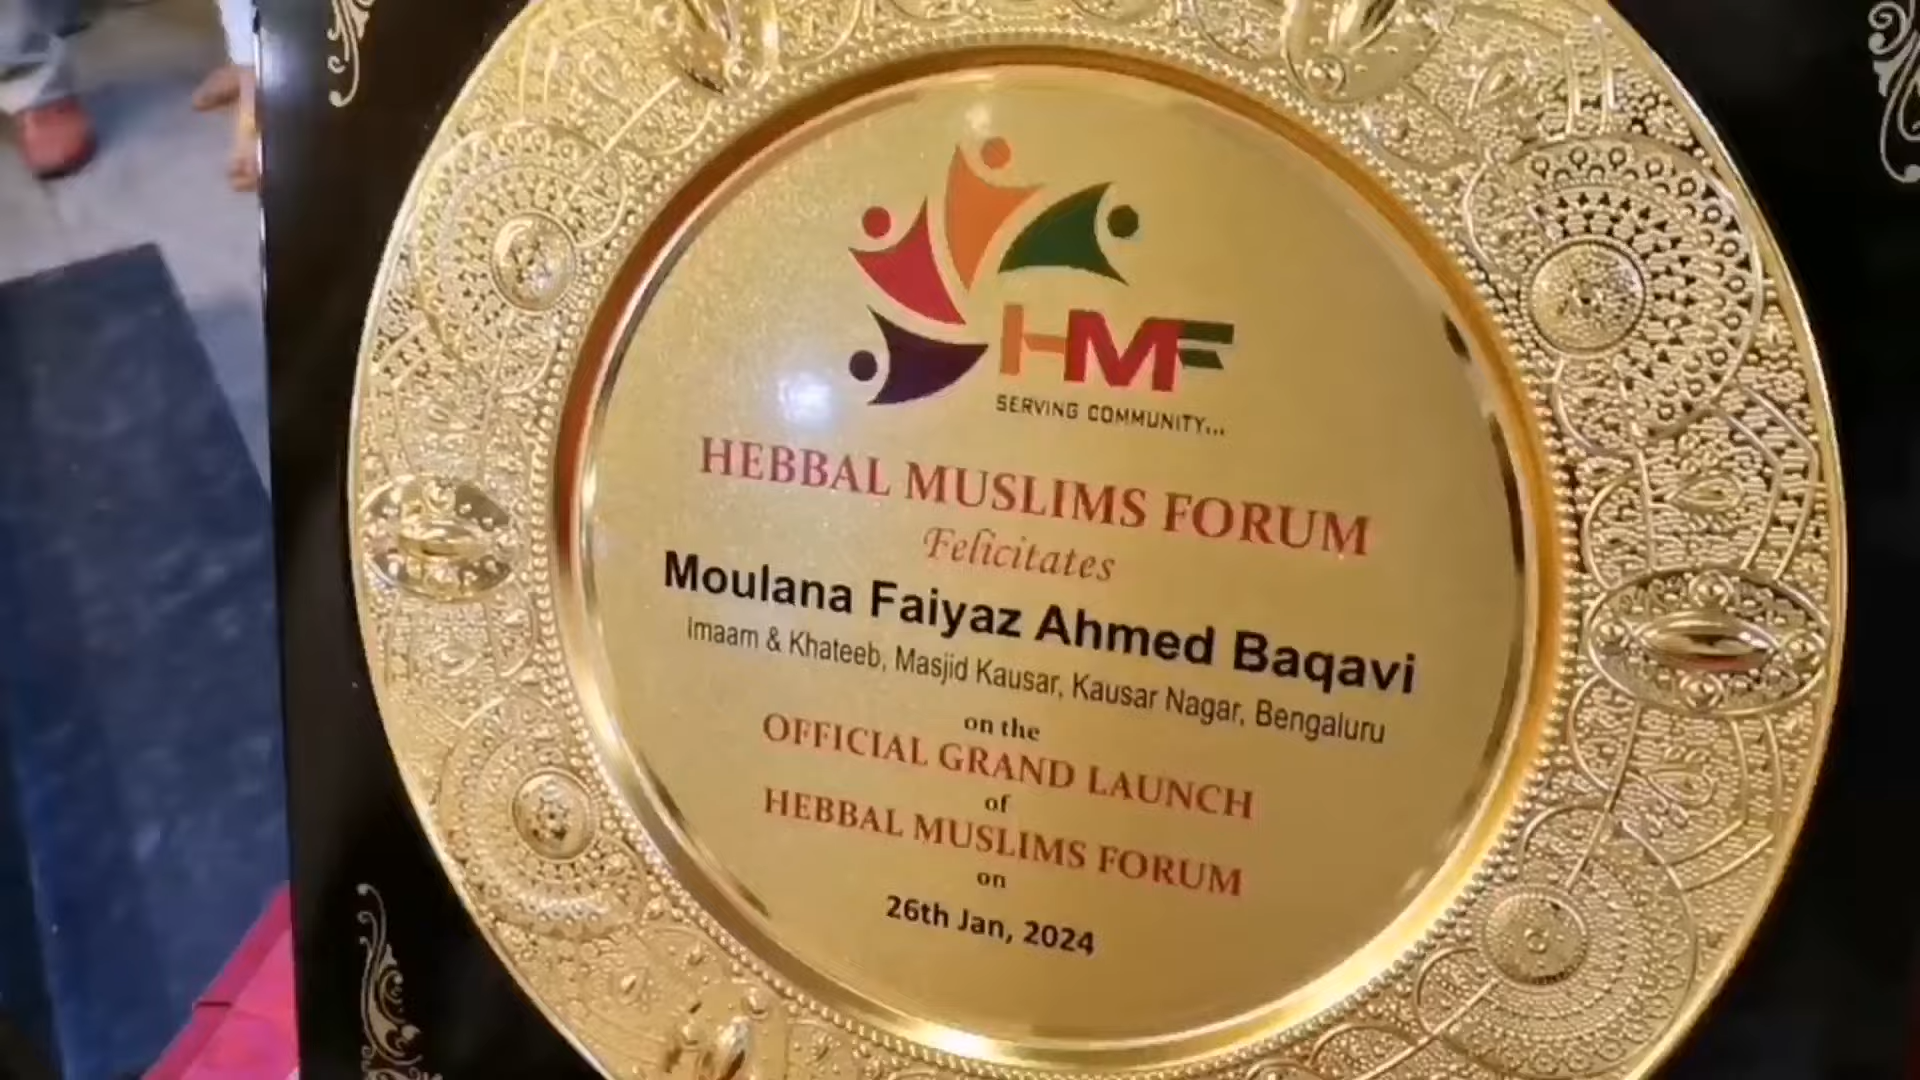 HMF
SERVING COMMUNITY...
HEBBAL MUSLIMS FORUM
Felicitates
Moulana Faiyaz Ahmed Baqavi
Imaam & Khateeb, Masjid Kausar, Kausar Nagar, Bengaluru
on the
OFFICIAL GRAND LAUNCH
of
HEBBAL MUSLIMS FORUM
on
26th Jan, 2024